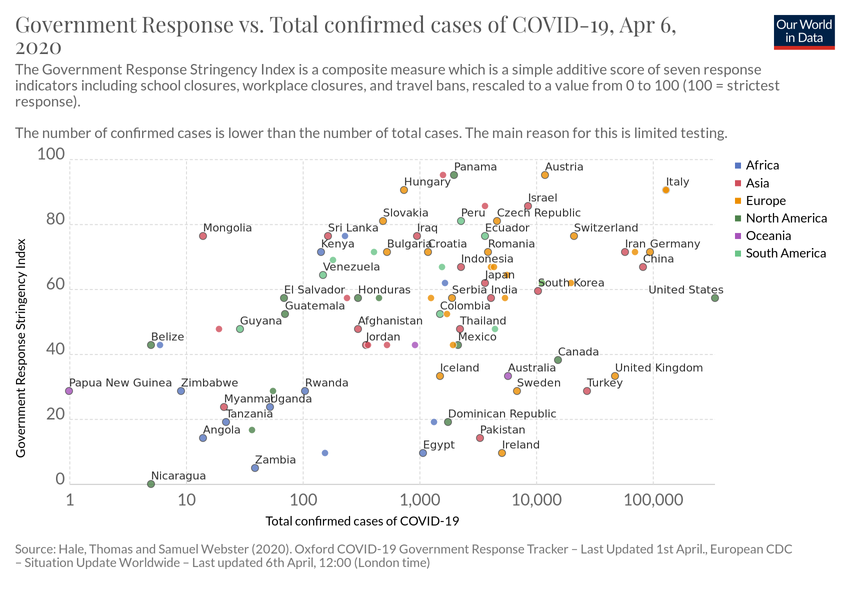 Government Response vs. Total confirmed cases of COVID-19, Apr 6,
2020
Our World
in Data
The Government Response Stringency Index is a composite measure which is a simple additive score of seven response
indicators including school closures, workplace closures, and travel bans, rescaled to a value from 0 to 100 (100 = strictest
response).
The number of confirmed cases is lower than the number of total cases. The main reason for this is limited testing.
100
80
60
40
20
0
Government Response Stringency Index
Panama
Austria
Hungary
Italy
Israel
Slovakia
Peru
Czech Republic
Mongolia
Sri Lanka
Iraq
Ecuador
Switzerland
Kenya
Bulgaria
Croatia
Romania
Iran
Germany
Venezuela
Indonesia
China
Japan
South Korea
El Salvador
Honduras
Serbia
India
United States
Guatemala
Colombia
Guyana
Afghanistan
Thailand
Belize
Jordan
Mexico
Canada
Iceland
Australia
United Kingdom
Papua New Guinea
Zimbabwe
Rwanda
Sweden
Turkey
Myanmar
Uganda
Tanzania
Dominican Republic
Angola
Pakistan
Egypt
Ireland
Zambia
Nicaragua
1
10
100
1,000
10,000
100,000
Total confirmed cases of COVID-19
Africa
Asia
Europe
North America
Oceania
South America
Source: Hale, Thomas and Samuel Webster (2020). Oxford COVID-19 Government Response Tracker – Last Updated 1st April., European CDC
– Situation Update Worldwide – Last updated 6th April, 12:00 (London time)